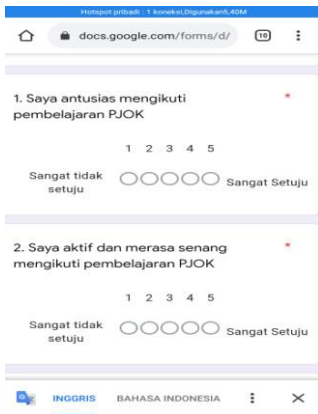 Hotspot pribadi : 1 koneksi,Digunakan5,40M
docs.google.com/forms/d/
10
1. Saya antusias mengikuti *
pembelajaran PJOK
1 2 3 4 5
Sangat tidak setuju
Sangat Setuju
2. Saya aktif dan merasa senang *
mengikuti pembelajaran PJOK
1 2 3 4 5
Sangat tidak setuju
Sangat Setuju
INGGRIS BAHASA INDONESIA